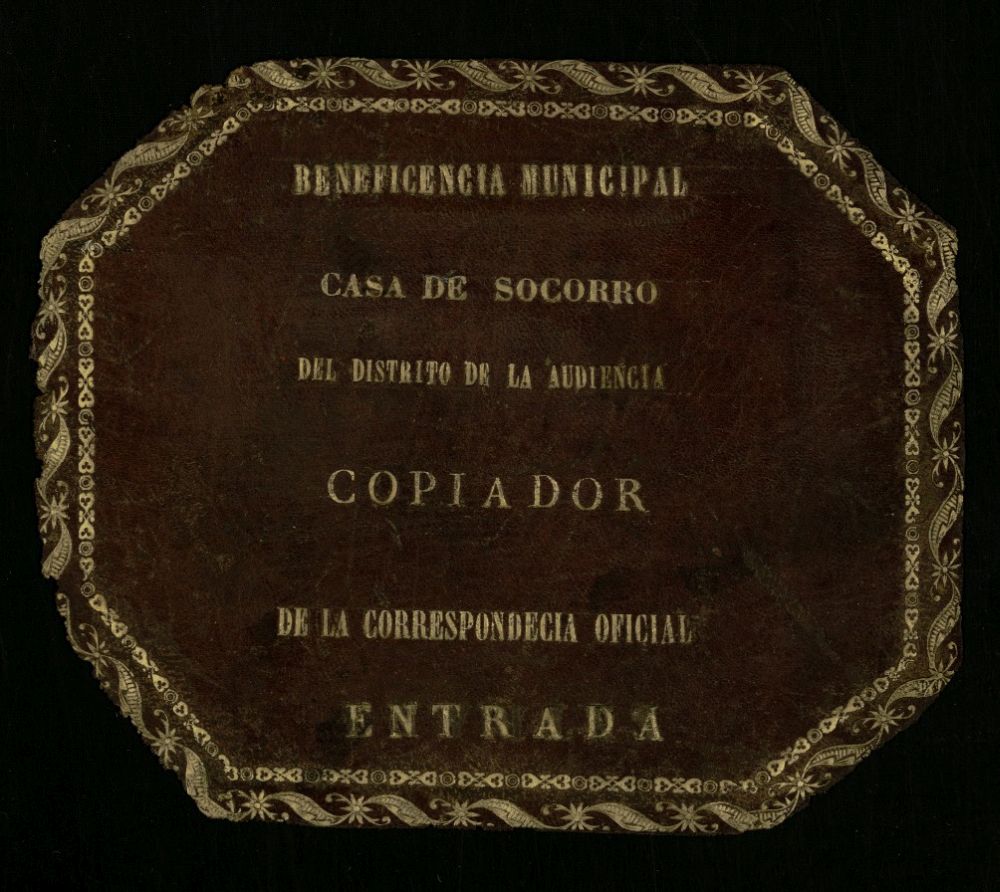 BENEFICENCIA MUNICIPAL
CASA DE SOCORRO
DEL DISTRITO DE LA AUDIENCIA
COPIADOR
DE LA CORRESPONDECIA OFICIAL
ENTRADA